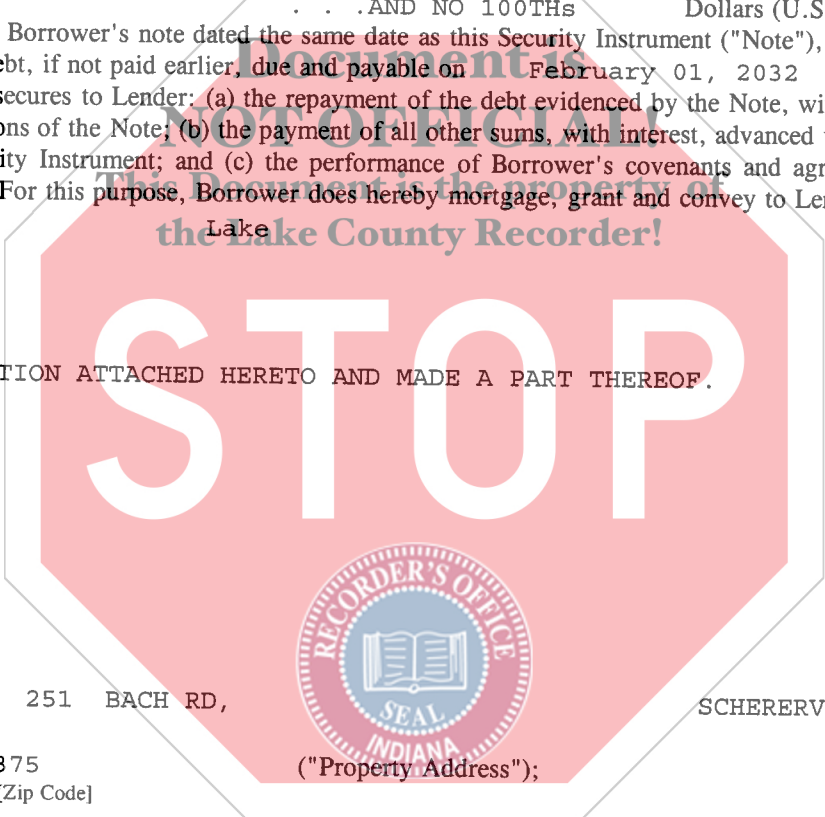 . . .AND NO 100THs Dollars (U.S
Borrower's note dated the same date as this Security Instrument ("Note"),
ebt, if not paid earlier, due and payable on February 01, 2032
secures to Lender: (a) the repayment of the debt evidenced by the Note, wi
ons of the Note; (b) the payment of all other sums, with interest, advanced
ity Instrument; and (c) the performance of Borrower's covenants and agr
For this purpose, Borrower does hereby mortgage, grant and convey to Le
Lake
Document is
NOT OFFICIAL!
This Document is the property of
the Lake County Recorder!
STOP
TION ATTACHED HERETO AND MADE A PART THEREOF.
RECORDER'S OFFICE
SEAL
INDIANA
251 BACH RD, SCHERERV
375 ("Property Address");
[Zip Code]